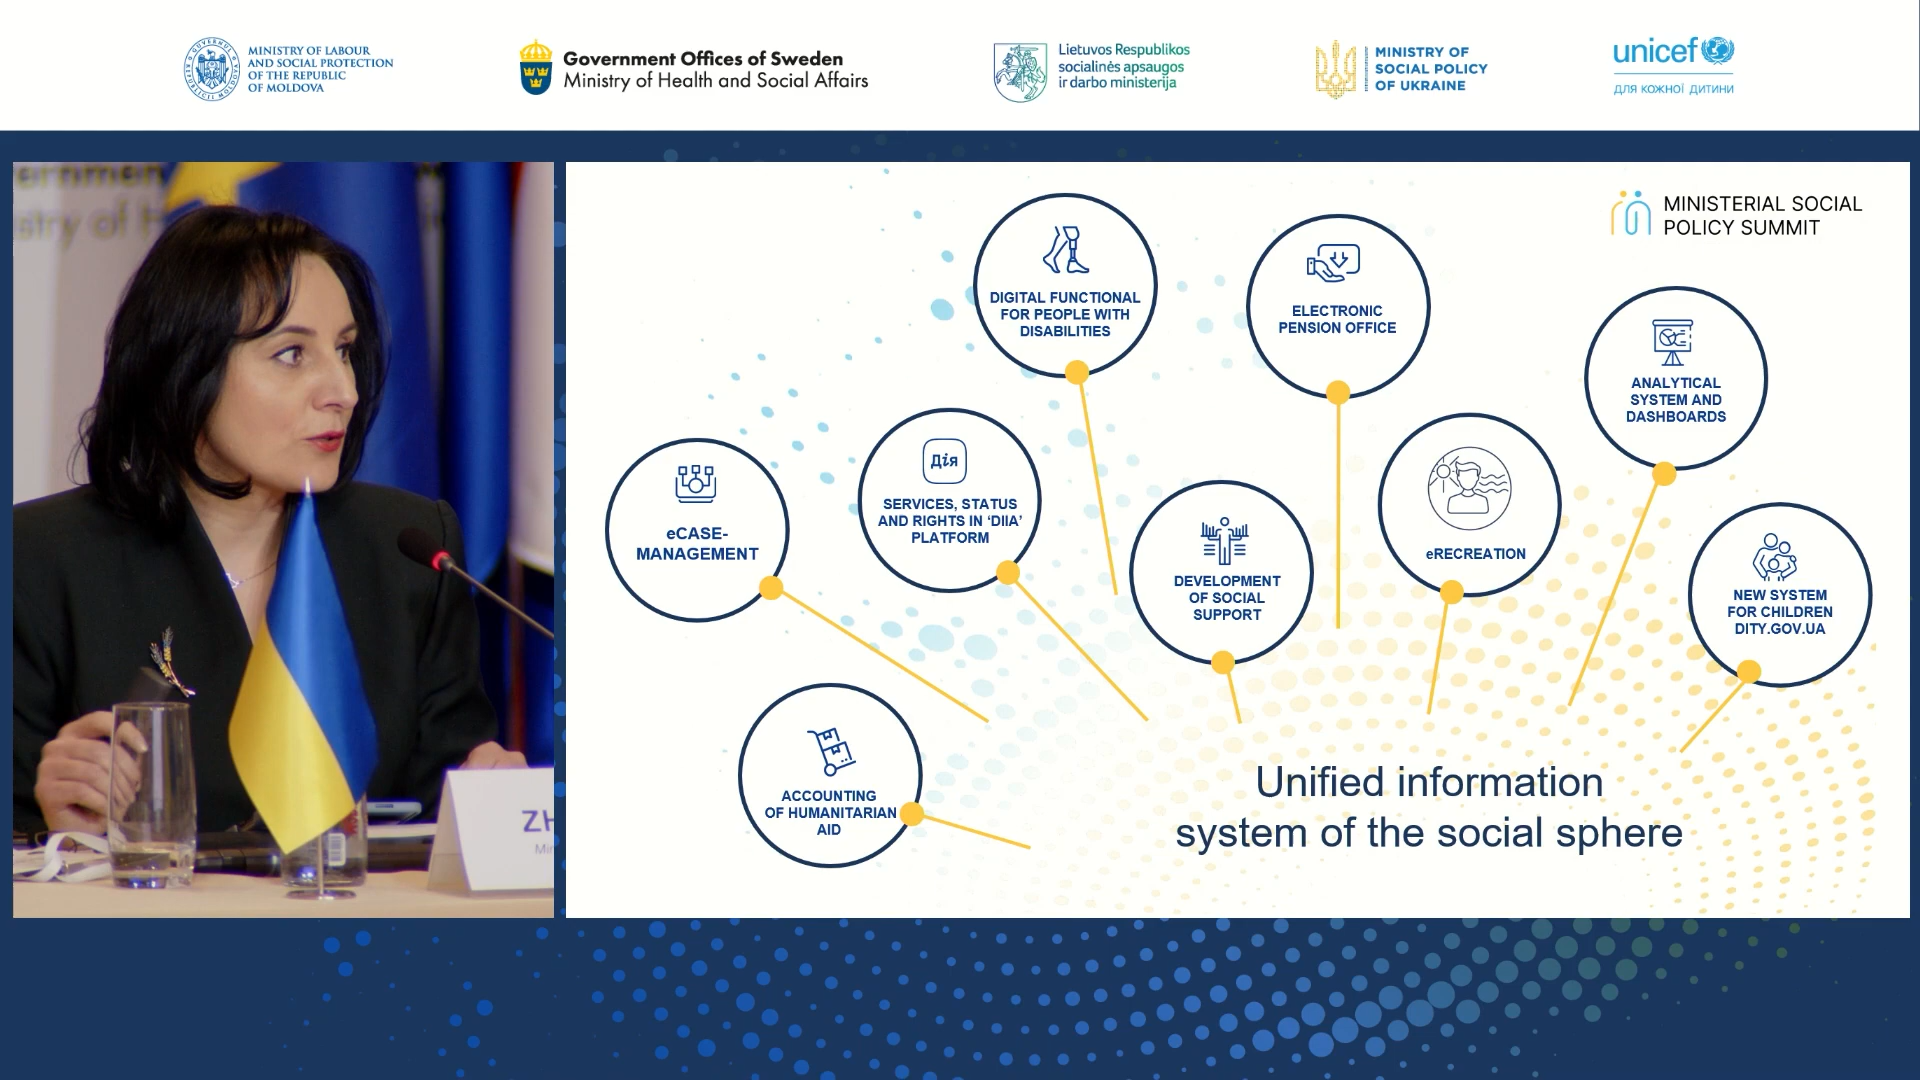 MINISTRY OF LABOUR
AND SOCIAL PROTECTION
OF THE REPUBLIC
OF MOLDOVA
Government Offices of Sweden
Ministry of Health and Social Affairs
Lietuvos Respublikos
socialinės apsaugos
ir darbo ministerija
MINISTRY OF
SOCIAL POLICY
OF UKRAINE
unicef
ДЛЯ КОЖНОЇ ДИТИНИ
MINISTERIAL SOCIAL
POLICY SUMMIT
DIGITAL FUNCTIONAL
FOR PEOPLE WITH
DISABILITIES
ELECTRONIC
PENSION OFFICE
ANALYTICAL
SYSTEM AND
DASHBOARDS
eCASE-
MANAGEMENT
Дія
SERVICES, STATUS
AND RIGHTS IN ‘DIIA’
PLATFORM
DEVELOPMENT
OF SOCIAL
SUPPORT
eRECREATION
NEW SYSTEM
FOR CHILDREN
DITY.GOV.UA
ACCOUNTING
OF HUMANITARIAN
AID
Unified information
system of the social sphere
ZH